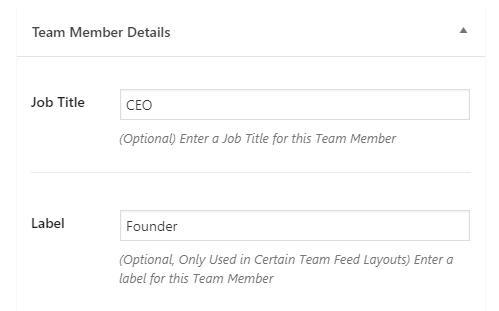 Team Member Details
Job Title
CEO
(Optional) Enter a Job Title for this Team Member
Label
Founder
(Optional, Only Used in Certain Team Feed Layouts) Enter a
label for this Team Member